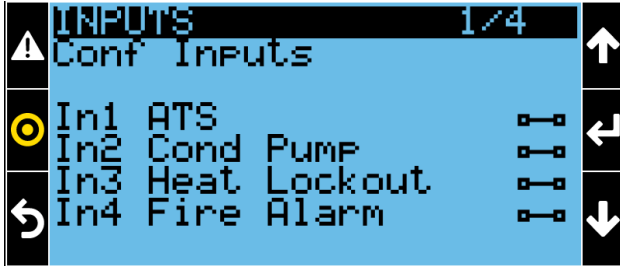 INPUTS 1/4
Conf Inputs
In1 ATS
In2 Cond Pump
In3 Heat Lockout
In4 Fire Alarm